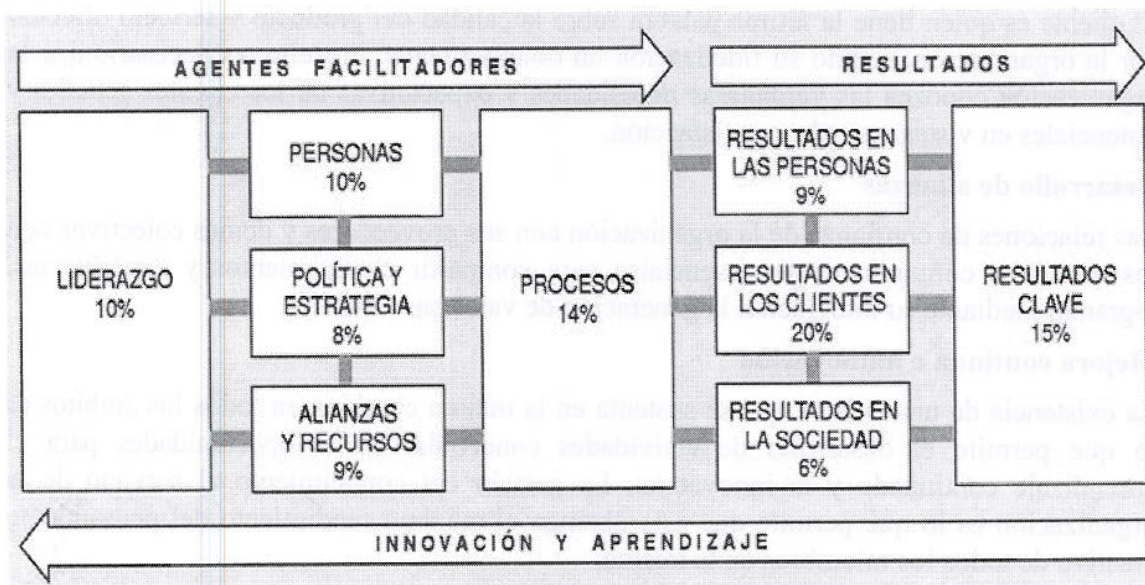 AGENTES FACILITADORES
RESULTADOS
LIDERAZGO
10%
PERSONAS
10%
POLÍTICA Y
ESTRATEGIA
8%
ALIANZAS
Y RECURSOS
9%
PROCESOS
14%
RESULTADOS EN
LAS PERSONAS
9%
RESULTADOS EN
LOS CLIENTES
20%
RESULTADOS EN
LA SOCIEDAD
6%
RESULTADOS
CLAVE
15%
INNOVACIÓN Y APRENDIZAJE